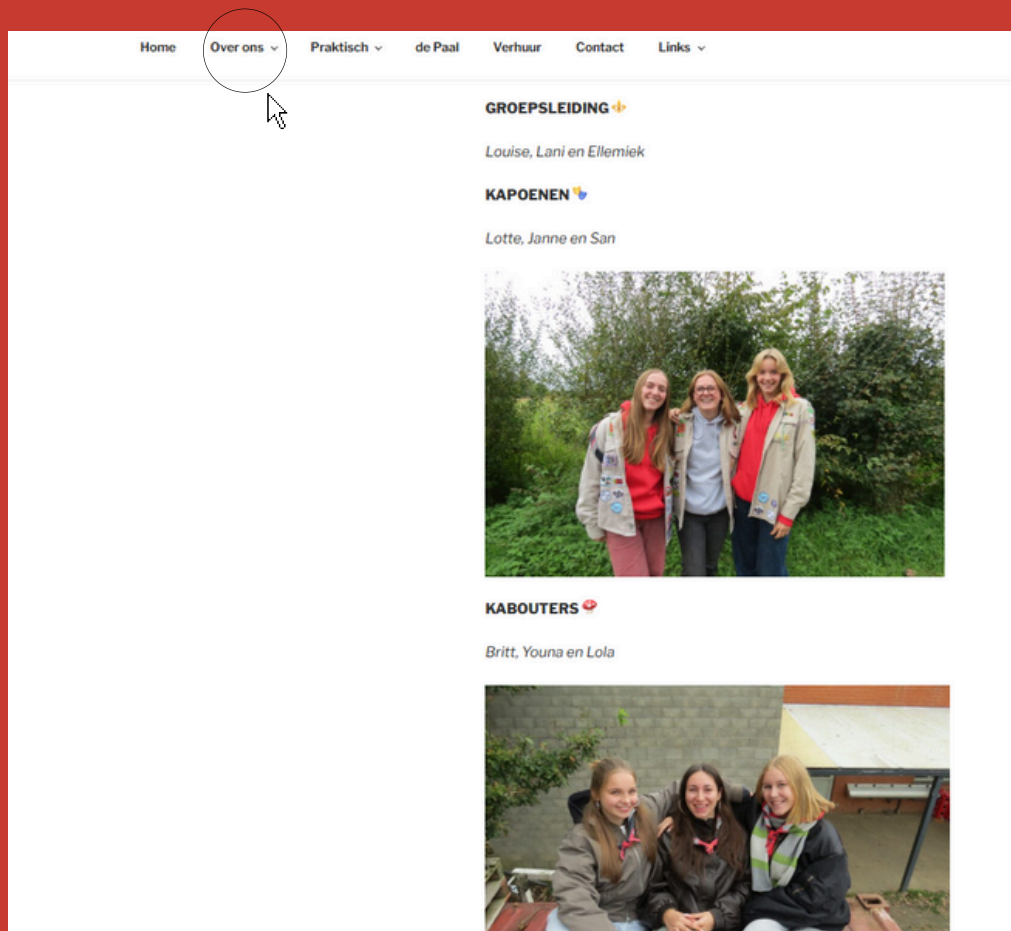 Home Over ons Praktisch de Paal Verhuur Contact Links
GROEPSLEIDING
Louise, Lani en Ellemiek
KAPOENEN
Lotte, Janne en San
KABOUTERS
Britt, Youna en Lola